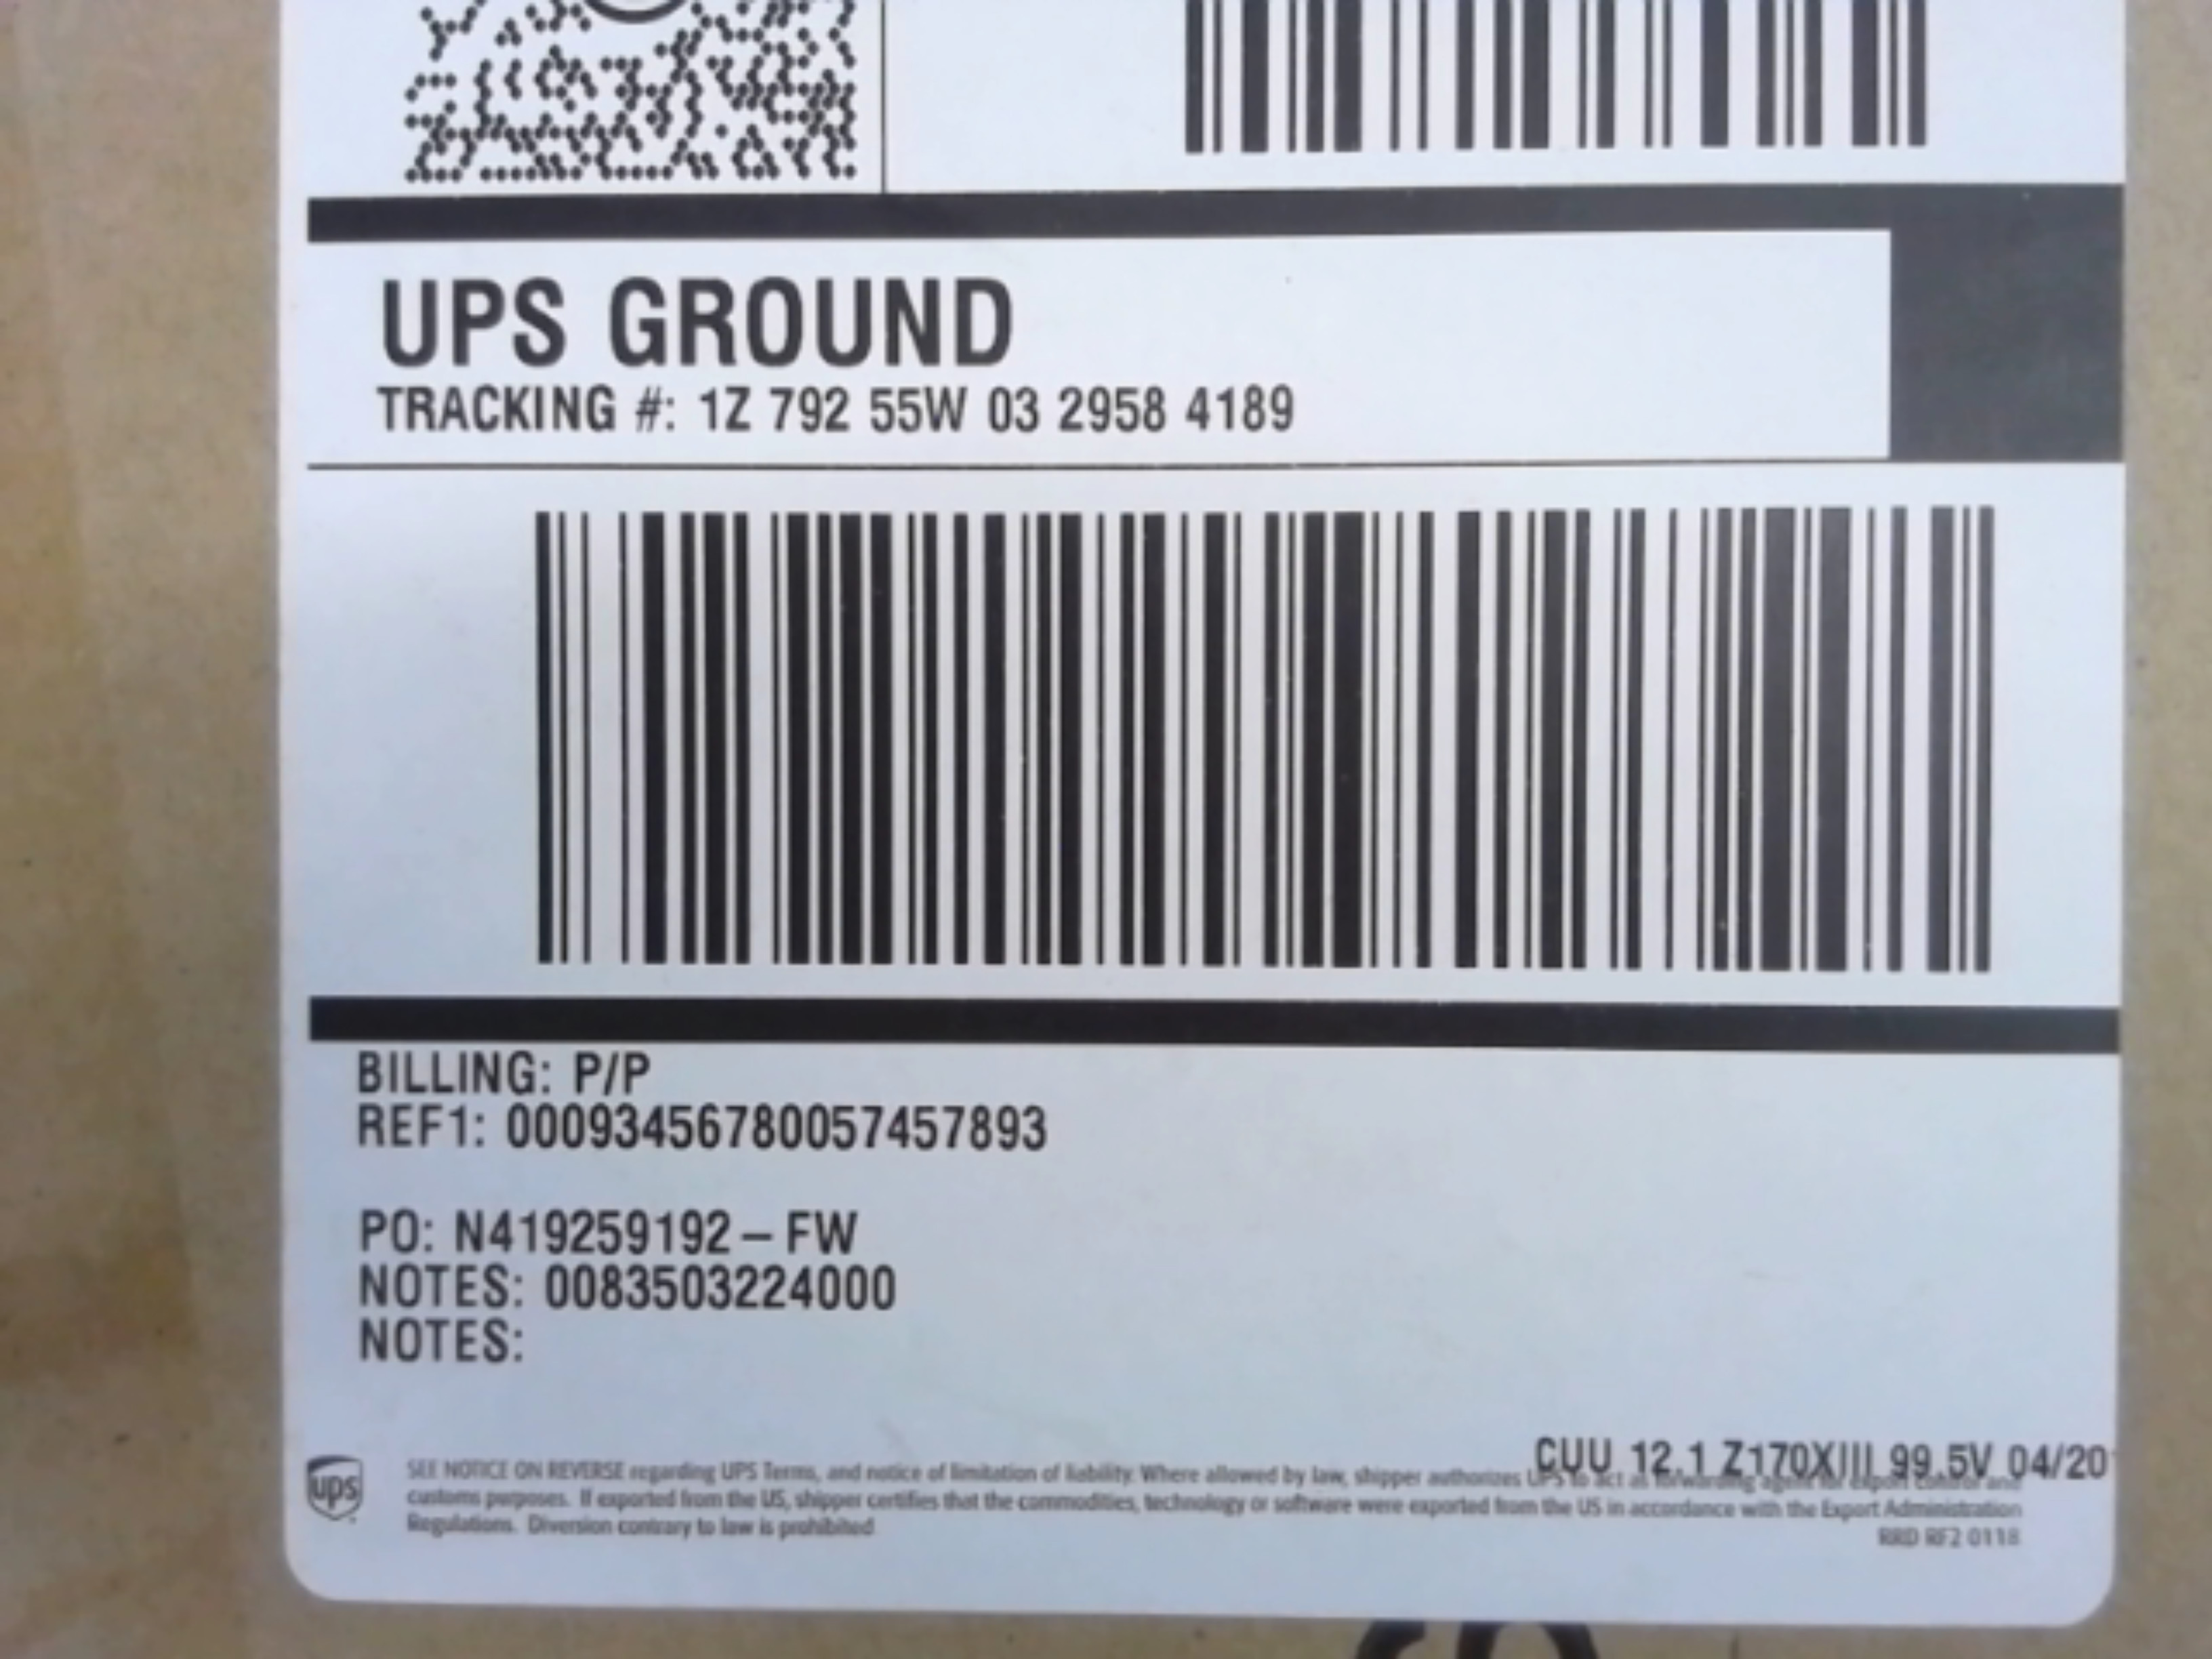 UPS GROUND
TRACKING #: 1Z 792 55W 03 2958 4189
BILLING: P/P
REF1: 00093456780057457893
PO: N419259192 – FW
NOTES: 0083503224000
NOTES:
CUU 12.1 Z170XIII 99.5V 04/20
ups
SEE NOTICE ON REVERSE regarding UPS Terms, and notice of limitation of liability. Where allowed by law, shipper authorizes UPS to act as forwarding agent for export control and
customs purposes. If exported from the US, shipper certifies that the commodities, technology or software were exported from the US in accordance with the Export Administration
Regulations. Diversion contrary to law is prohibited
RRD RF2 0118